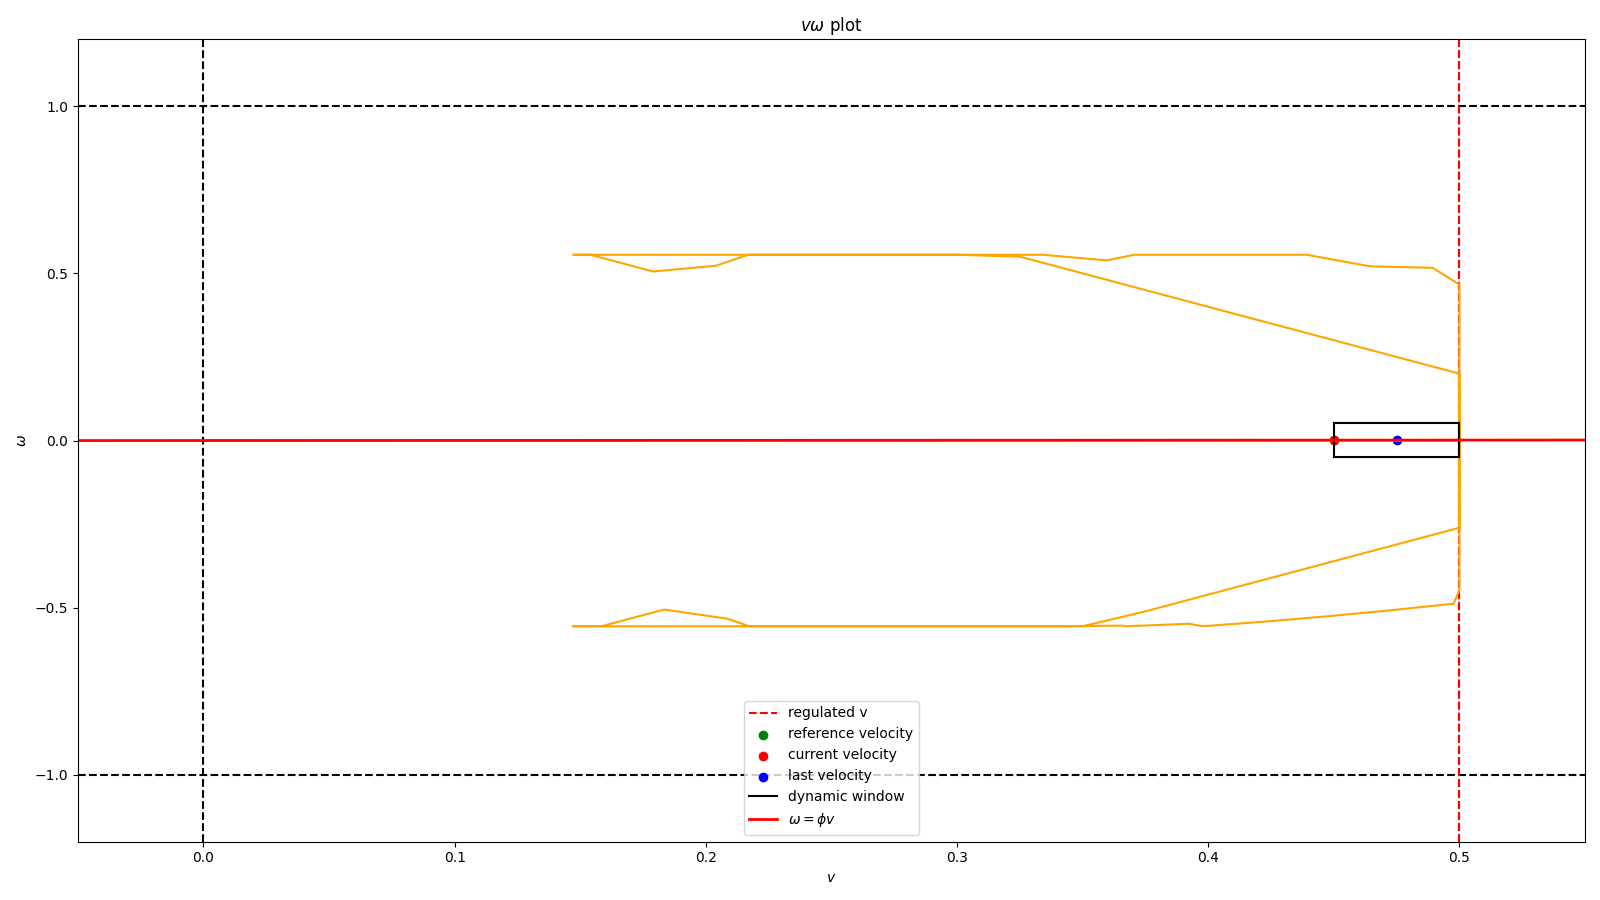 vω plot
1.0
0.5
0.0
−0.5
−1.0
ω
regulated v
reference velocity
current velocity
last velocity
dynamic window
ω = ϕv
0.0 0.1 0.2 0.3 0.4 0.5
v